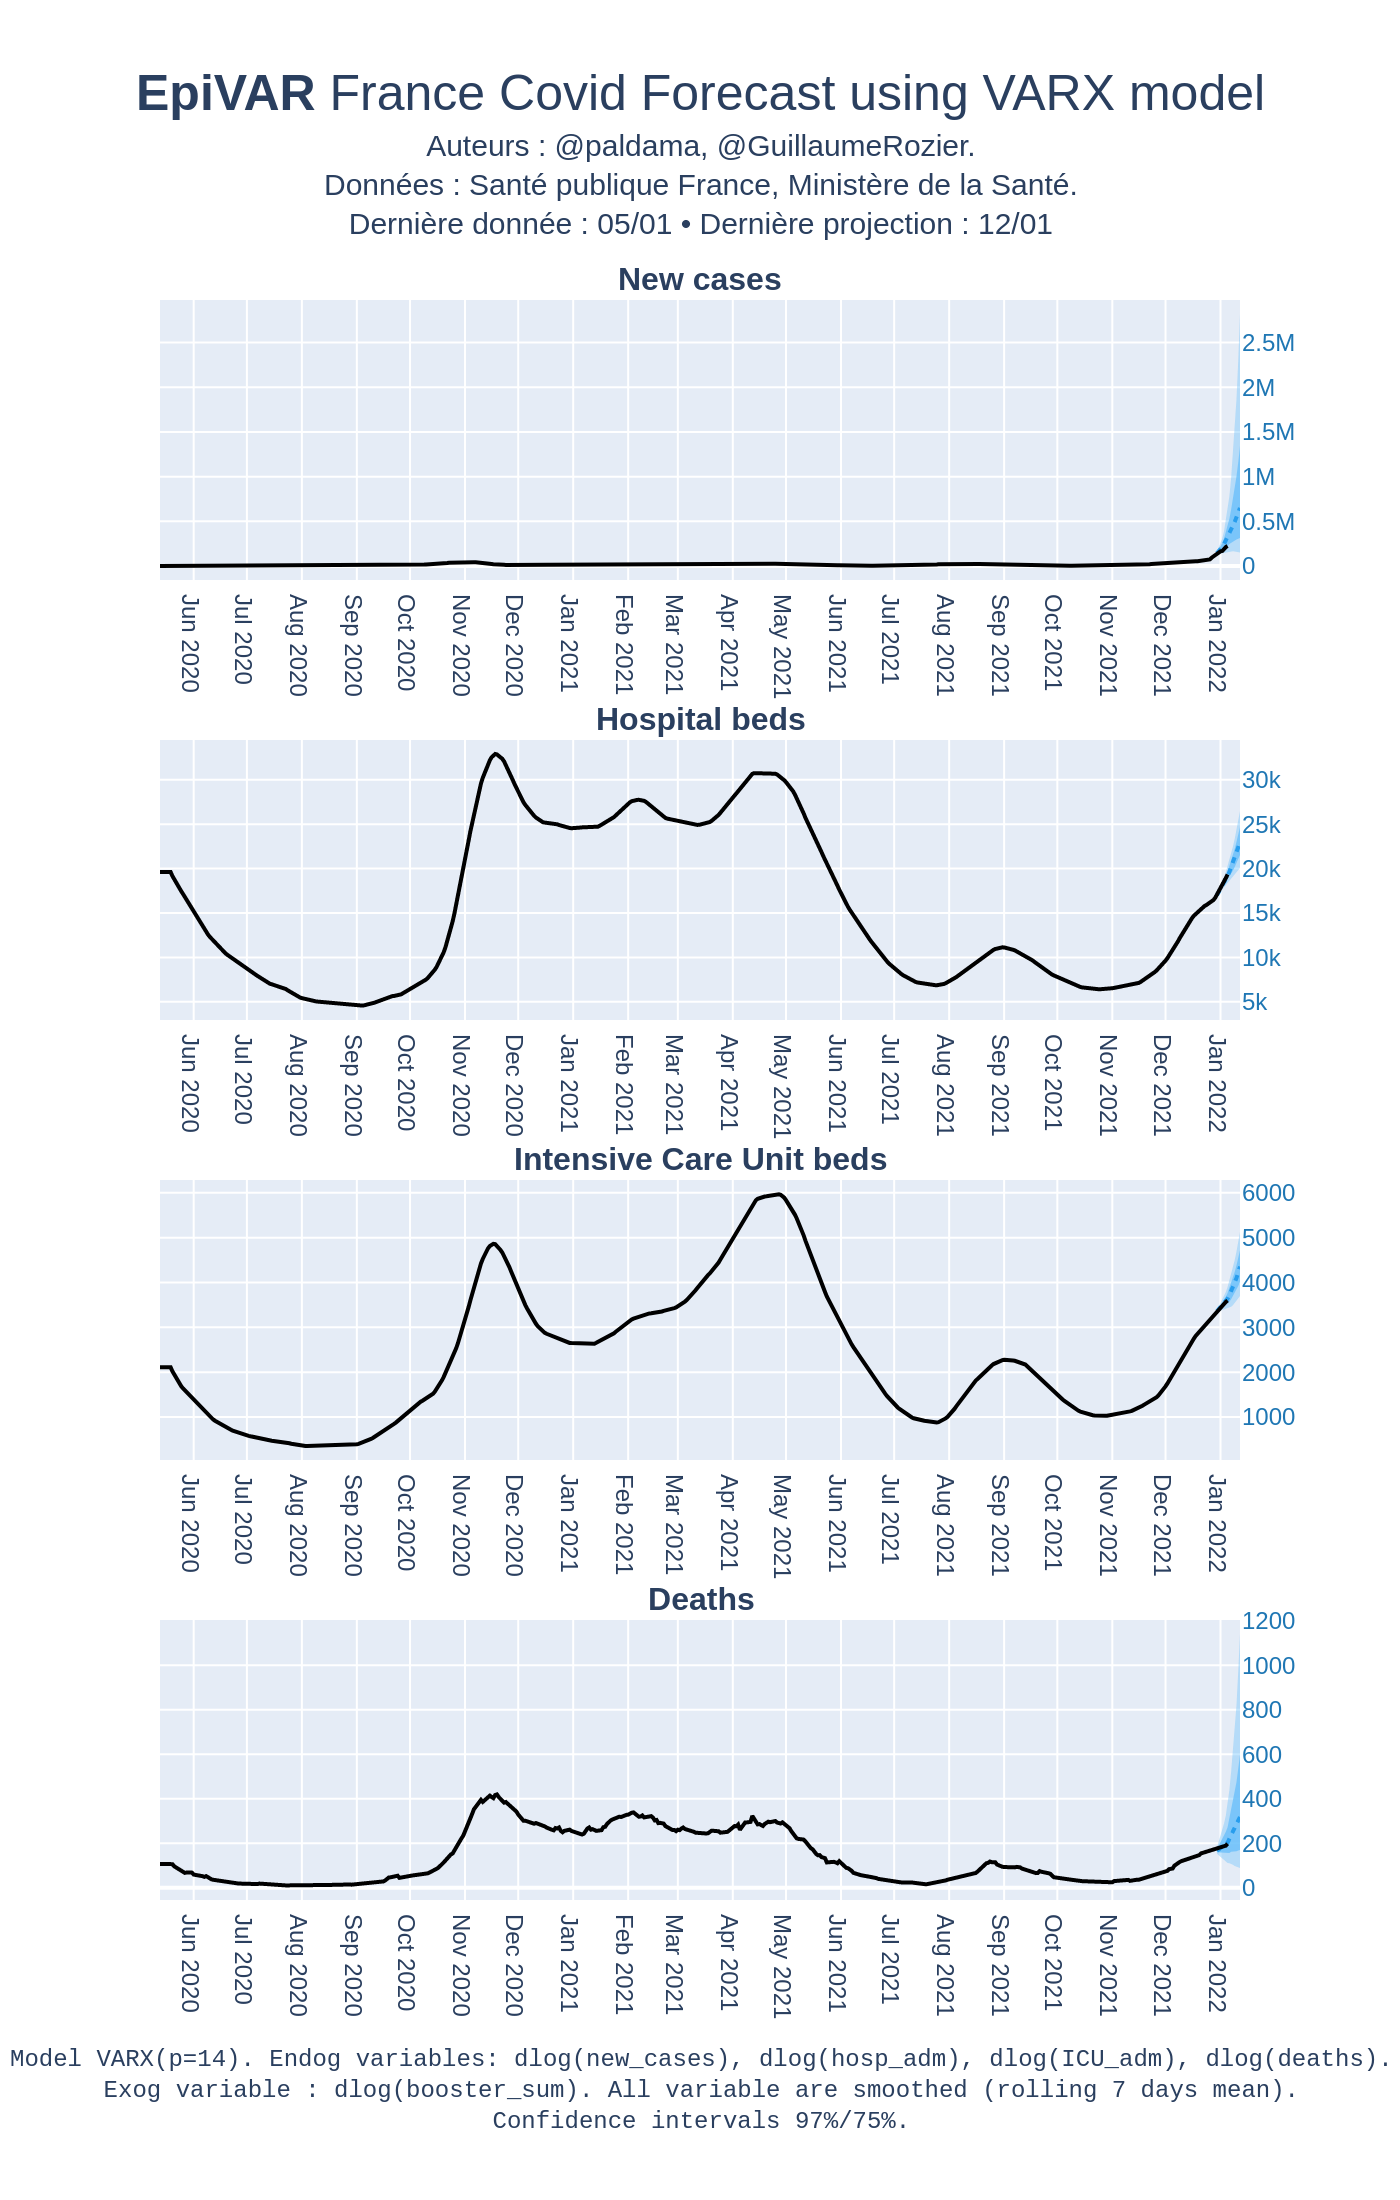 EpiVAR France Covid Forecast using VARX model
Auteurs : @paldama, @GuillaumeRozier.
Données : Santé publique France, Ministère de la Santé.
Dernière donnée : 05/01 • Dernière projection : 12/01
New cases
2.5M
2M
1.5M
1M
0.5M
0
Jun 2020
Jul 2020
Aug 2020
Sep 2020
Oct 2020
Nov 2020
Dec 2020
Jan 2021
Feb 2021
Mar 2021
Apr 2021
May 2021
Jun 2021
Jul 2021
Aug 2021
Sep 2021
Oct 2021
Nov 2021
Dec 2021
Jan 2022
Hospital beds
30k
25k
20k
15k
10k
5k
Jun 2020
Jul 2020
Aug 2020
Sep 2020
Oct 2020
Nov 2020
Dec 2020
Jan 2021
Feb 2021
Mar 2021
Apr 2021
May 2021
Jun 2021
Jul 2021
Aug 2021
Sep 2021
Oct 2021
Nov 2021
Dec 2021
Jan 2022
Intensive Care Unit beds
6000
5000
4000
3000
2000
1000
Jun 2020
Jul 2020
Aug 2020
Sep 2020
Oct 2020
Nov 2020
Dec 2020
Jan 2021
Feb 2021
Mar 2021
Apr 2021
May 2021
Jun 2021
Jul 2021
Aug 2021
Sep 2021
Oct 2021
Nov 2021
Dec 2021
Jan 2022
Deaths
1200
1000
800
600
400
200
0
Jun 2020
Jul 2020
Aug 2020
Sep 2020
Oct 2020
Nov 2020
Dec 2020
Jan 2021
Feb 2021
Mar 2021
Apr 2021
May 2021
Jun 2021
Jul 2021
Aug 2021
Sep 2021
Oct 2021
Nov 2021
Dec 2021
Jan 2022
Model VARX(p=14). Endog variables: dlog(new_cases), dlog(hosp_adm), dlog(ICU_adm), dlog(deaths).
Exog variable : dlog(booster_sum). All variable are smoothed (rolling 7 days mean).
Confidence intervals 97%/75%.